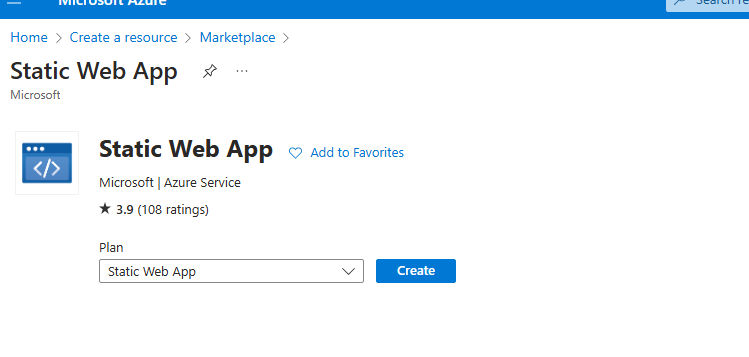 Microsoft Azure
Search re
Home > Create a resource > Marketplace >
Static Web App
Microsoft
Static Web App Add to Favorites
Microsoft | Azure Service
★ 3.9 (108 ratings)
Plan
Static Web App Create